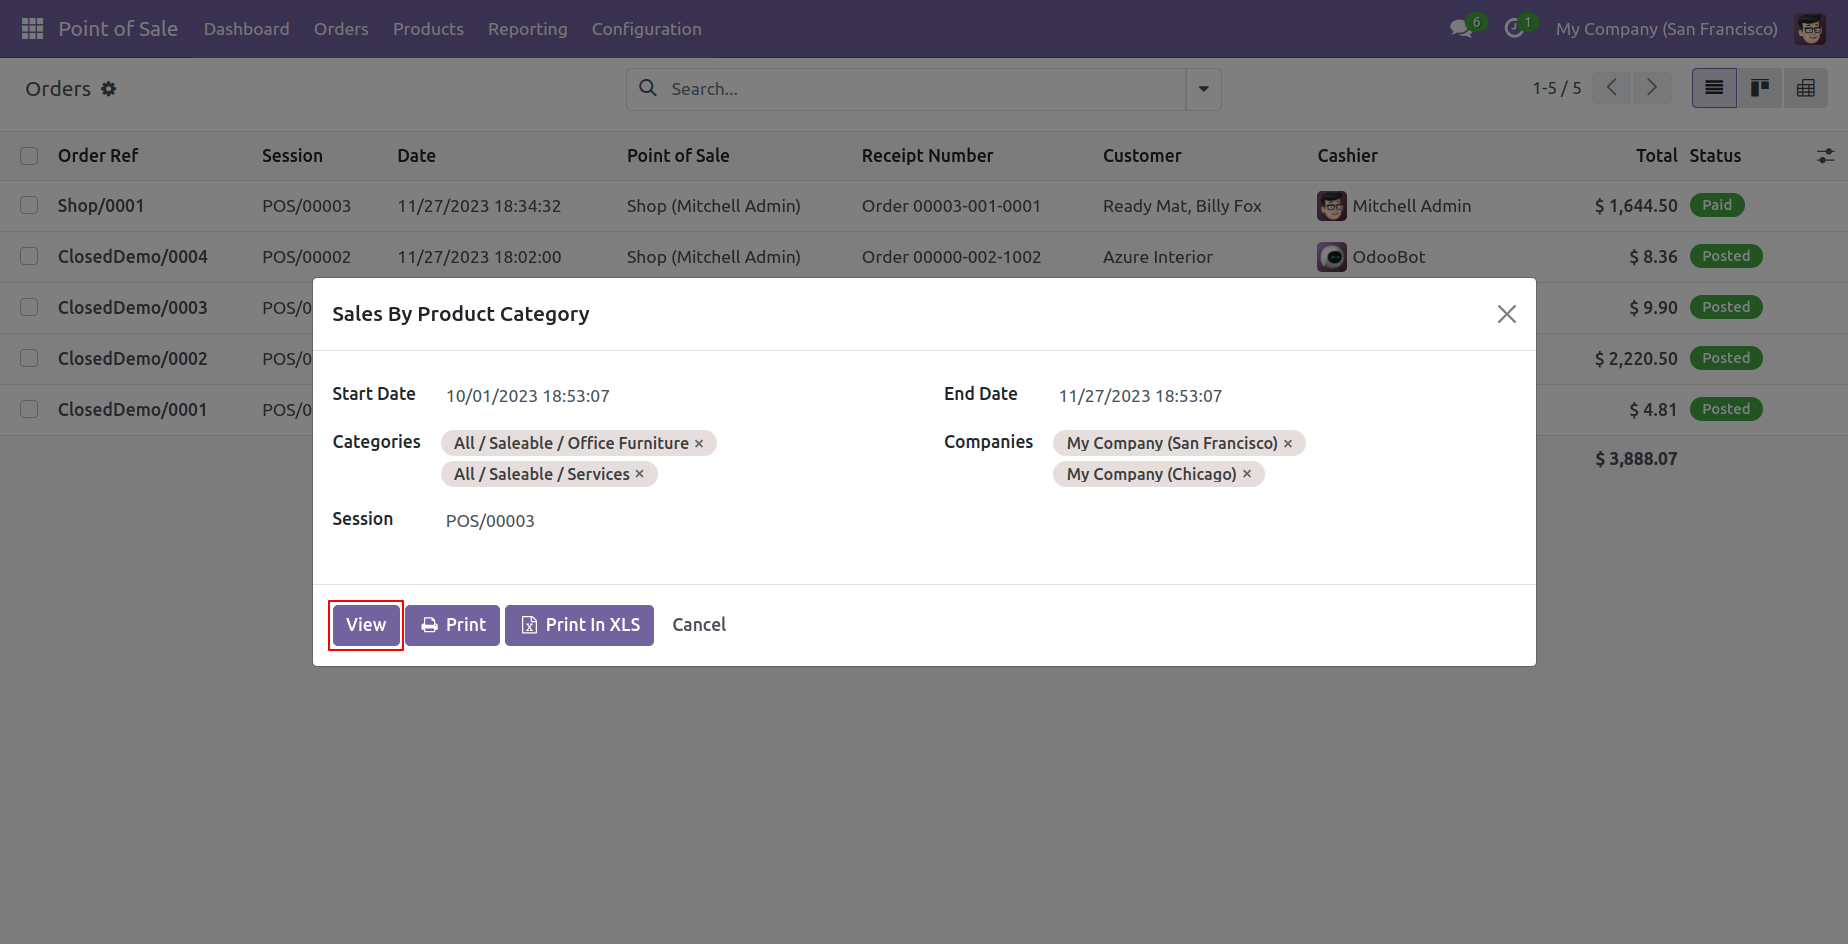 Point of Sale Dashboard Orders Products Reporting Configuration 6 1 My Company (San Francisco)
Orders Search... 1-5 / 5
Order Ref Session Date Point of Sale Receipt Number Customer Cashier Total Status
Shop/0001 POS/00003 11/27/2023 18:34:32 Shop (Mitchell Admin) Order 00003-001-0001 Ready Mat, Billy Fox Mitchell Admin $ 1,644.50 Paid
ClosedDemo/0004 POS/00002 11/27/2023 18:02:00 Shop (Mitchell Admin) Order 00000-002-1002 Azure Interior OdooBot $ 8.36 Posted
ClosedDemo/0003 POS/0 $ 9.90 Posted
ClosedDemo/0002 POS/0 $ 2,220.50 Posted
ClosedDemo/0001 POS/0 $ 4.81 Posted
$ 3,888.07
Sales By Product Category
Start Date 10/01/2023 18:53:07 End Date 11/27/2023 18:53:07
Categories All / Saleable / Office Furniture × Companies My Company (San Francisco) ×
All / Saleable / Services × My Company (Chicago) ×
Session POS/00003
View Print Print In XLS Cancel